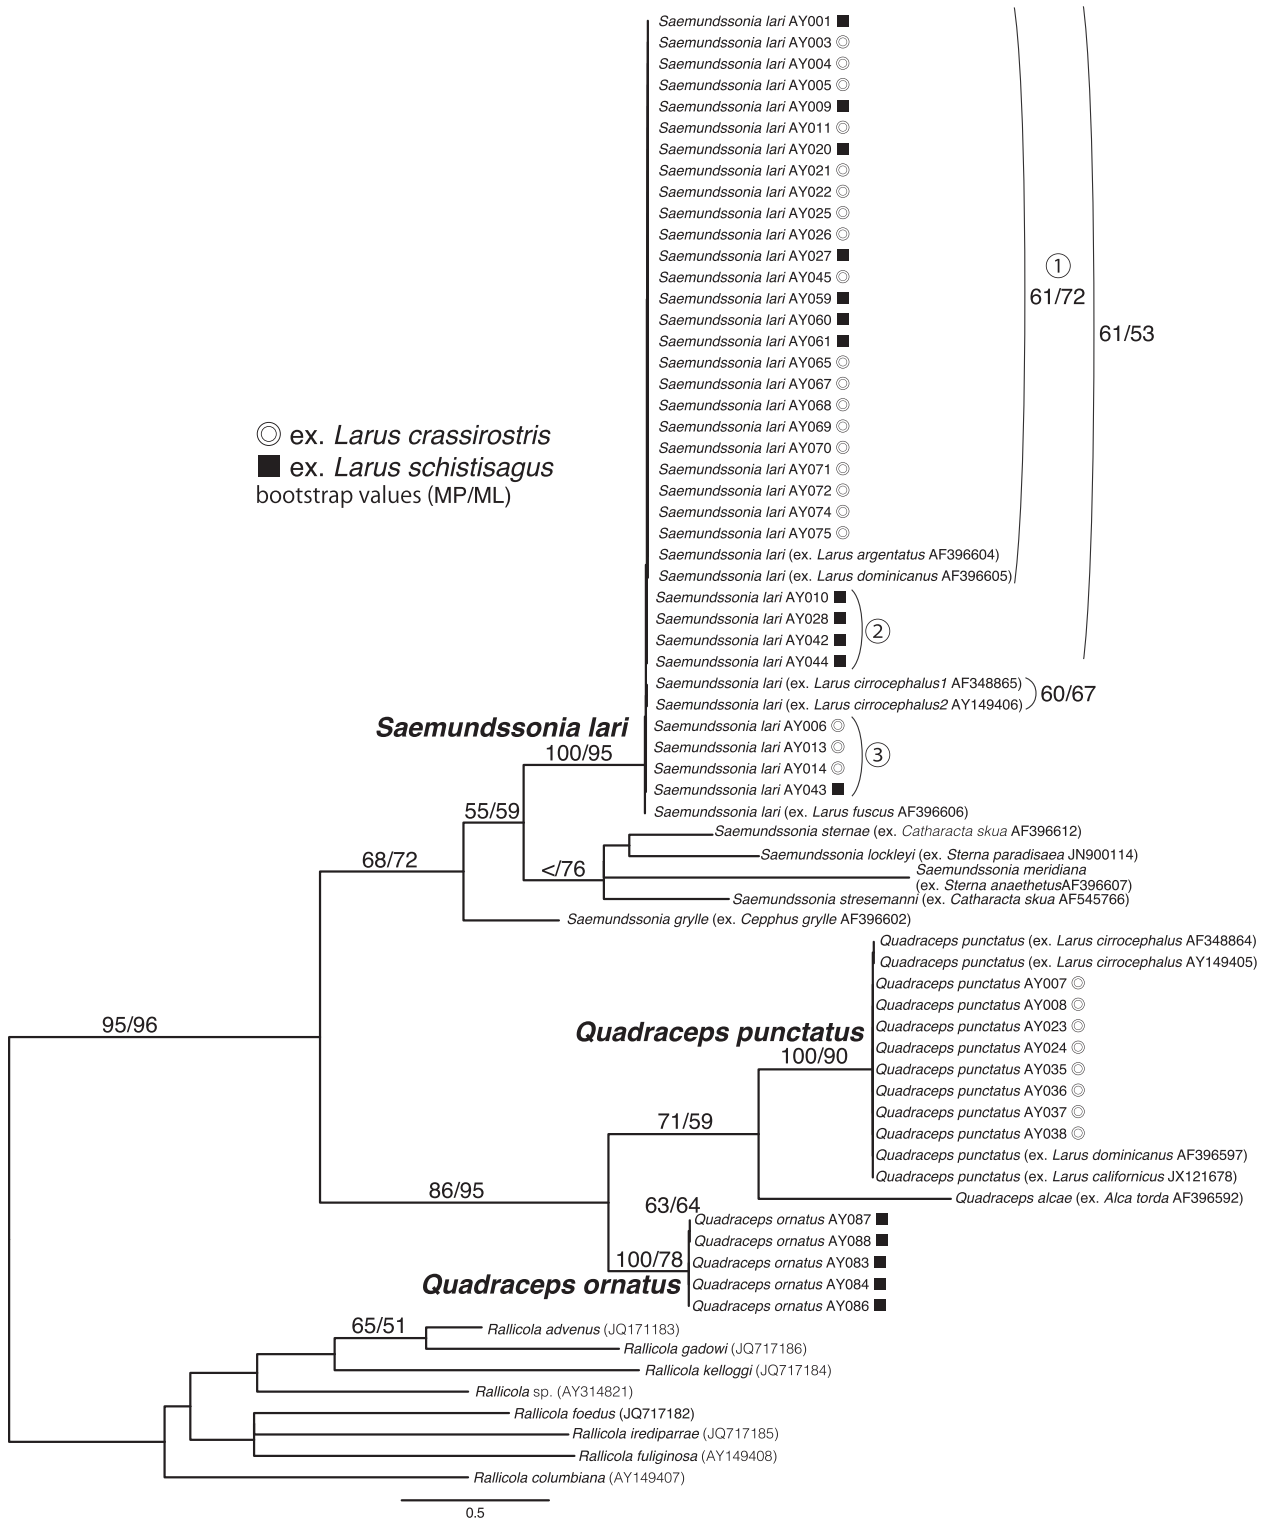 Saemundssonia lari AY001 ■
Saemundssonia lari AY003 ◎
Saemundssonia lari AY004 ◎
Saemundssonia lari AY005 ◎
Saemundssonia lari AY009 ■
Saemundssonia lari AY011 ◎
Saemundssonia lari AY020 ■
Saemundssonia lari AY021 ◎
Saemundssonia lari AY022 ◎
Saemundssonia lari AY025 ◎
Saemundssonia lari AY026 ◎
Saemundssonia lari AY027 ■
Saemundssonia lari AY045 ◎
Saemundssonia lari AY059 ■
Saemundssonia lari AY060 ■
Saemundssonia lari AY061 ■
Saemundssonia lari AY065 ◎
Saemundssonia lari AY067 ◎
Saemundssonia lari AY068 ◎
Saemundssonia lari AY069 ◎
Saemundssonia lari AY070 ◎
Saemundssonia lari AY071 ◎
Saemundssonia lari AY072 ◎
Saemundssonia lari AY074 ◎
Saemundssonia lari AY075 ◎
Saemundssonia lari (ex. Larus argentatus AF396604)
Saemundssonia lari (ex. Larus dominicanus AF396605)
①
61/72
61/53
◎ ex. Larus crassirostris
■ ex. Larus schistisagus
bootstrap values (MP/ML)
Saemundssonia lari AY010 ■
Saemundssonia lari AY028 ■
Saemundssonia lari AY042 ■
Saemundssonia lari AY044 ■
②
Saemundssonia lari (ex. Larus cirrocephalus1 AF348865)
Saemundssonia lari (ex. Larus cirrocephalus2 AY149406)
60/67
Saemundssonia lari
100/95
Saemundssonia lari AY006 ◎
Saemundssonia lari AY013 ◎
Saemundssonia lari AY014 ◎
Saemundssonia lari AY043 ■
③
Saemundssonia lari (ex. Larus fuscus AF396606)
55/59
Saemundssonia sternae (ex. Catharacta skua AF396612)
Saemundssonia lockleyi (ex. Sterna paradisaea JN900114)
68/72
</76
Saemundssonia meridiana
(ex. Sterna anaethetusAF396607)
Saemundssonia stresemanni (ex. Catharacta skua AF545766)
Saemundssonia grylle (ex. Cepphus grylle AF396602)
Quadraceps punctatus (ex. Larus cirrocephalus AF348864)
Quadraceps punctatus (ex. Larus cirrocephalus AY149405)
Quadraceps punctatus AY007 ◎
Quadraceps punctatus AY008 ◎
Quadraceps punctatus AY023 ◎
Quadraceps punctatus AY024 ◎
Quadraceps punctatus AY035 ◎
Quadraceps punctatus AY036 ◎
Quadraceps punctatus AY037 ◎
Quadraceps punctatus AY038 ◎
Quadraceps punctatus (ex. Larus dominicanus AF396597)
Quadraceps punctatus (ex. Larus californicus JX121678)
95/96
Quadraceps punctatus
100/90
71/59
86/95
Quadraceps alcae (ex. Alca torda AF396592)
63/64
Quadraceps ornatus AY087 ■
Quadraceps ornatus AY088 ■
Quadraceps ornatus AY083 ■
Quadraceps ornatus AY084 ■
Quadraceps ornatus AY086 ■
100/78
Quadraceps ornatus
65/51
Rallicola advenus (JQ171183)
Rallicola gadowi (JQ717186)
Rallicola kelloggi (JQ717184)
Rallicola sp. (AY314821)
Rallicola foedus (JQ717182)
Rallicola irediparrae (JQ717185)
Rallicola fuliginosa (AY149408)
Rallicola columbiana (AY149407)
0.5